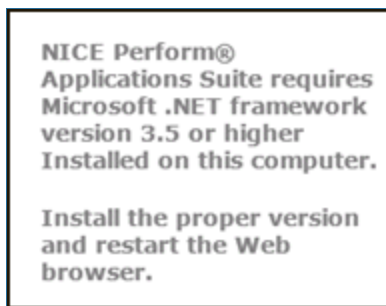 NICE Perform®
Applications Suite requires
Microsoft .NET framework
version 3.5 or higher
Installed on this computer.
Install the proper version
and restart the Web
browser.